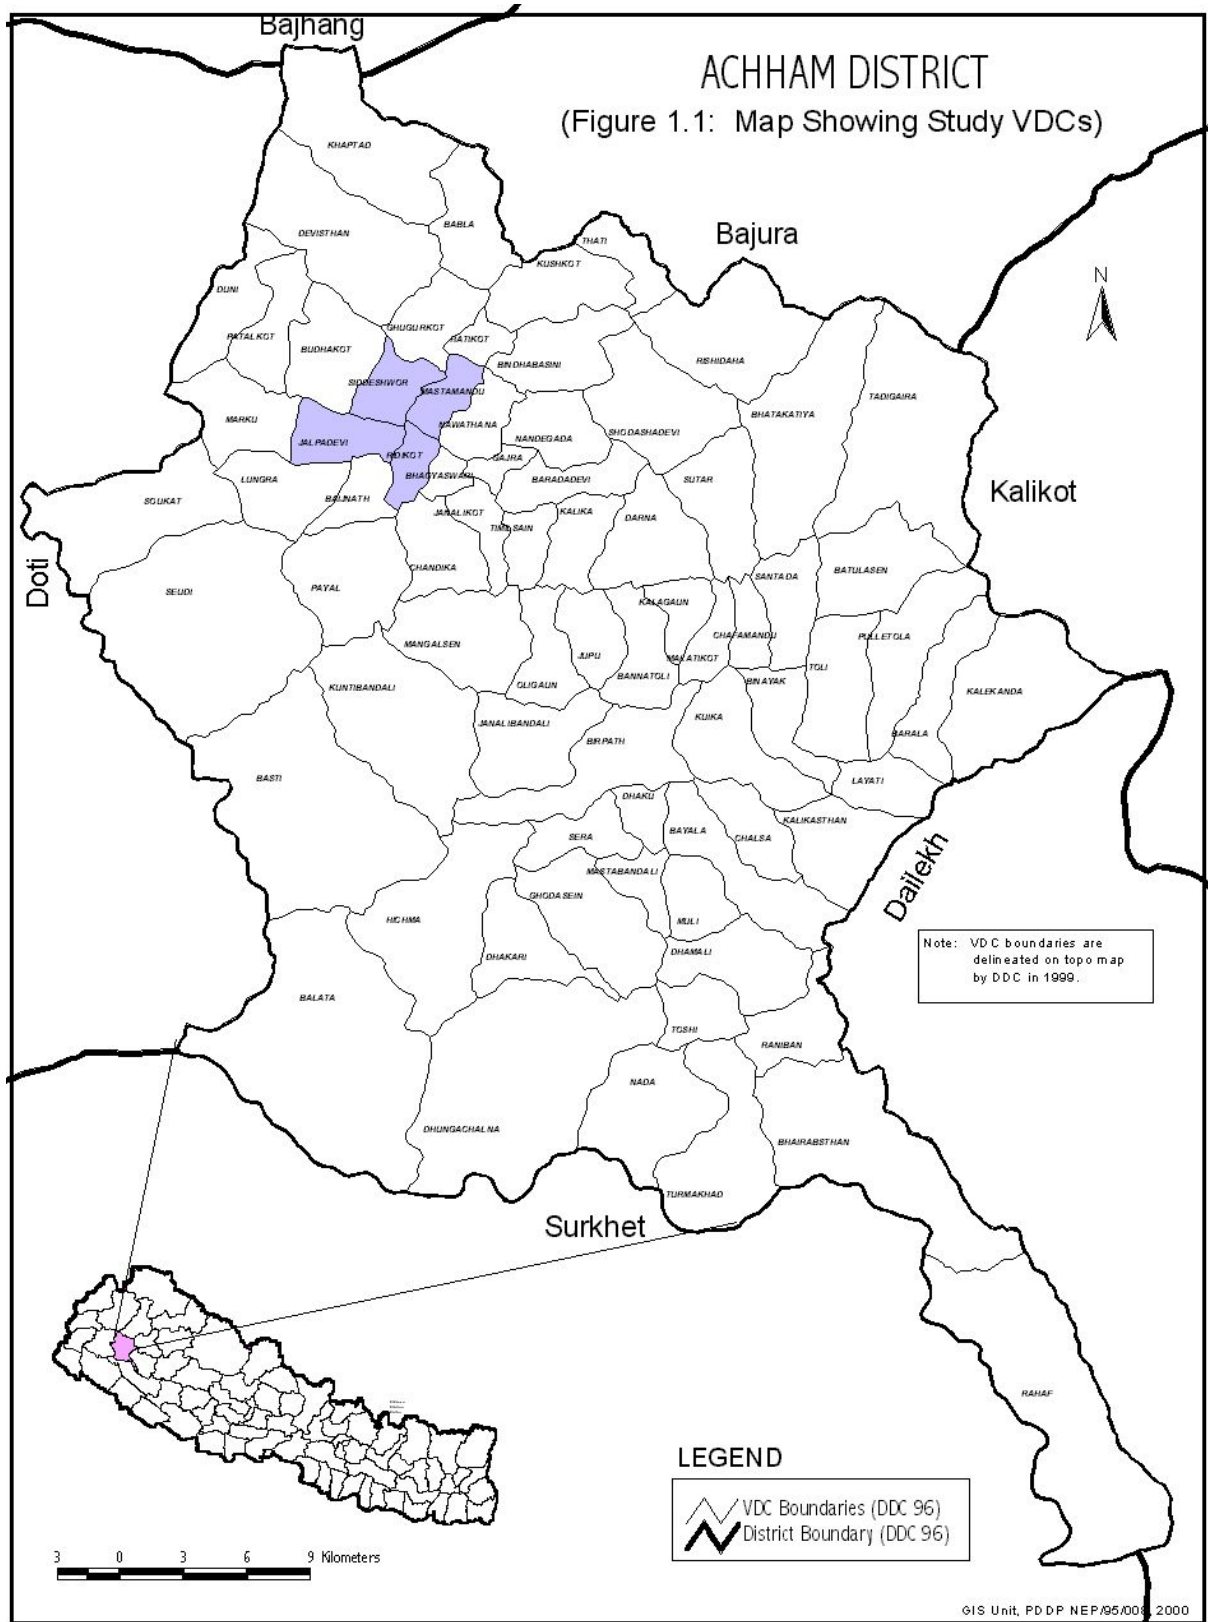 Bajhang
ACHHAM DISTRICT
(Figure 1.1: Map Showing Study VDCs)
KHAPTAD
BABLA
DEVISTHAN
THATI
Bajura
KUSHKOT
N
DUNI
GHUGURKOT
PATALKOT
BATIKOT
BUDHAKOT
BINDHABASINI
RISHIDAHA
SIDDESHWOR
MASTAMANDU
TADIGAIRA
BHATAKATIYA
MARKU
NAWATHANA
SHODASHADEVI
NANDEGADA
JALPADEVI
RIDIKOT
GAJRA
BHAGYASWARI
BARADADEVI
SUTAR
LUNGRA
Kalikot
SOUKAT
BAIJNATH
JANALIKOT
KALIKA
DARNA
TIMILSAIN
Doti
CHANDIKA
BATULASEN
SANTADA
SEUDI
PAYAL
KALAGAUN
CHAFAMANDU
PULLETOLA
MANGALSEN
JUPU
MALATIKOT
TOLI
BANNATOLI
BINAYAK
KUNTIBANDALI
OLIGAUN
KALEKANDA
JANALIBANDALI
KUIKA
BIRPATH
BARALA
BASTI
LAYATI
DHAKU
KALIKASTHAN
SERA
BAYALA
CHALSA
MASTABANDALI
Dailekh
GHODASEIN
HICHMA
MULI
Note: VDC boundaries are
delineated on topo map
by DDC in 1999.
DHAKARI
DHAMALI
BALATA
TOSHI
RANIBAN
NADA
DHUNGACHALNA
BHAIRABSTHAN
TURMAKHAD
Surkhet
RAHAF
LEGEND
VDC Boundaries (DDC 96)
District Boundary (DDC 96)
3 0 3 6 9 Kilometers
GIS Unit, PDDP NEP/95/008, 2000